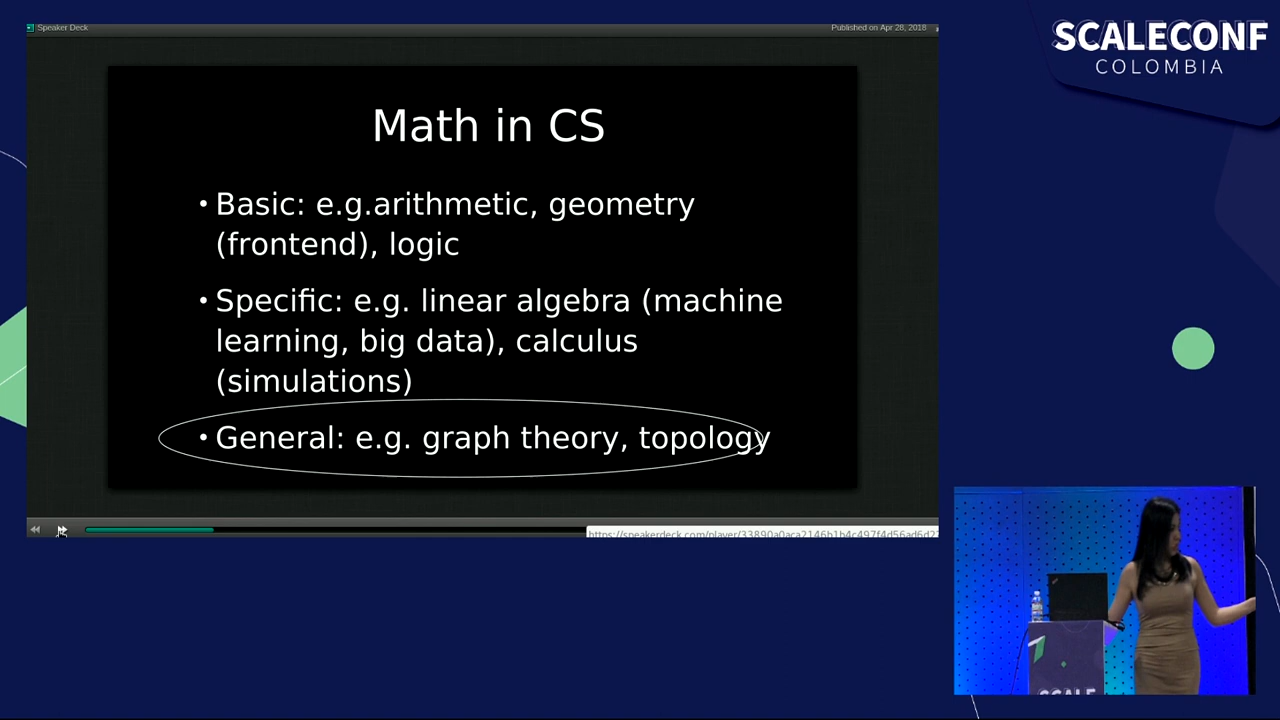 Speaker Deck
Published on Apr 28, 2018
SCALECONF
COLOMBIA
Math in CS
• Basic: e.g.arithmetic, geometry
(frontend), logic
• Specific: e.g. linear algebra (machine
learning, big data), calculus
(simulations)
• General: e.g. graph theory, topology
SCALE